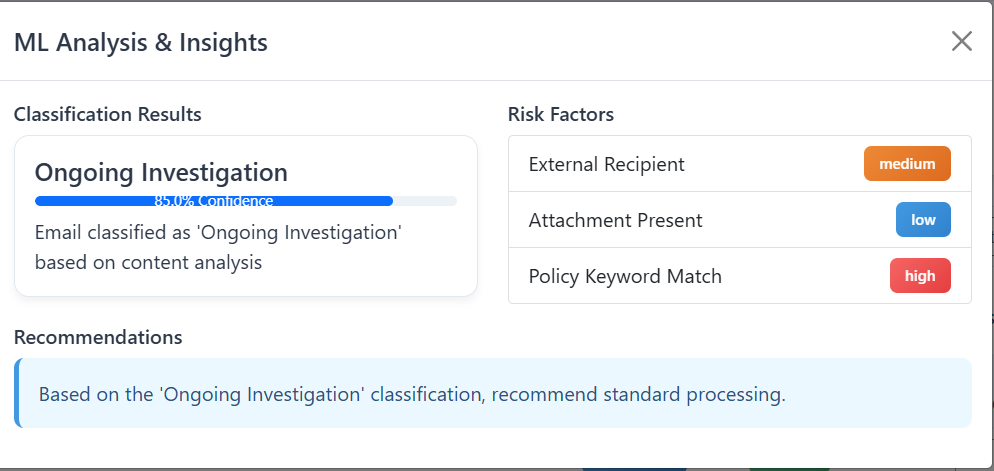 ML Analysis & Insights
Classification Results
Ongoing Investigation
85.0% Confidence
Email classified as 'Ongoing Investigation'
based on content analysis
Risk Factors
External Recipient medium
Attachment Present low
Policy Keyword Match high
Recommendations
Based on the 'Ongoing Investigation' classification, recommend standard processing.